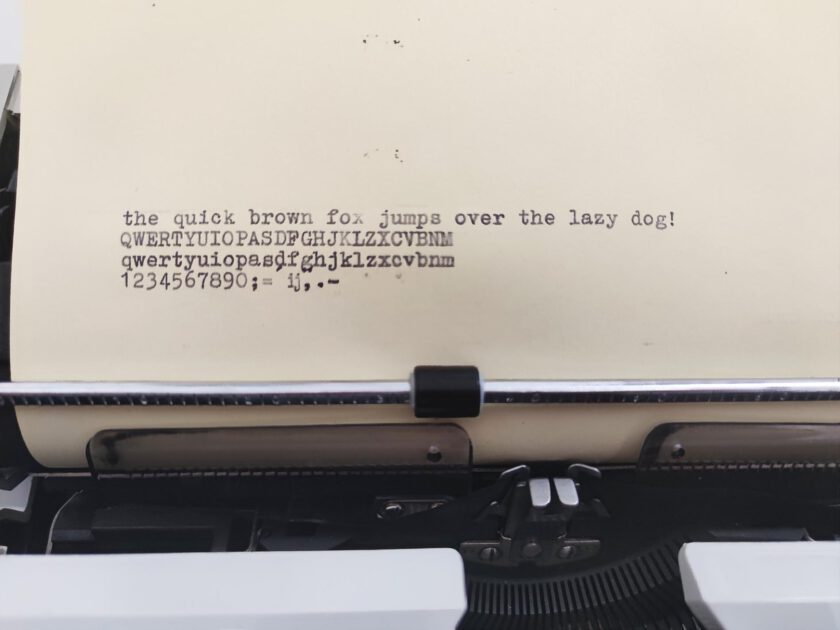 the quick brown fox jumps over the lazy dog!
QWERTYUIOPASDFGHJKLZXCVBNM
qwertyuiopasdfghjklzxcvbnm
1234567890;= ij,.-